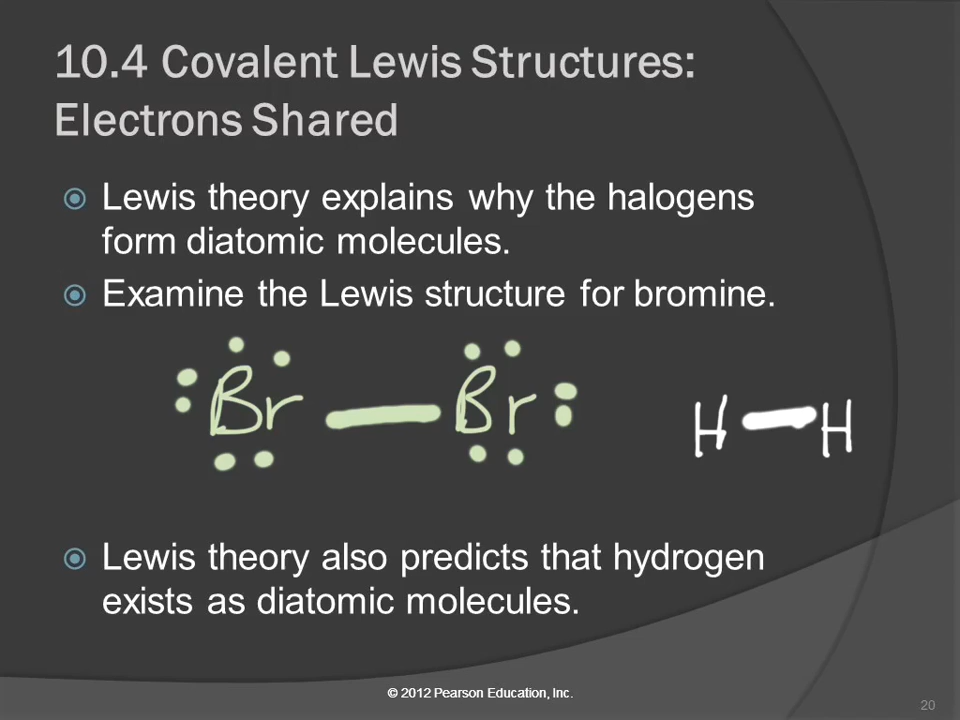 10.4 Covalent Lewis Structures:
Electrons Shared
Lewis theory explains why the halogens
form diatomic molecules.
Examine the Lewis structure for bromine.
Br — Br H — H
Lewis theory also predicts that hydrogen
exists as diatomic molecules.
© 2012 Pearson Education, Inc.
20